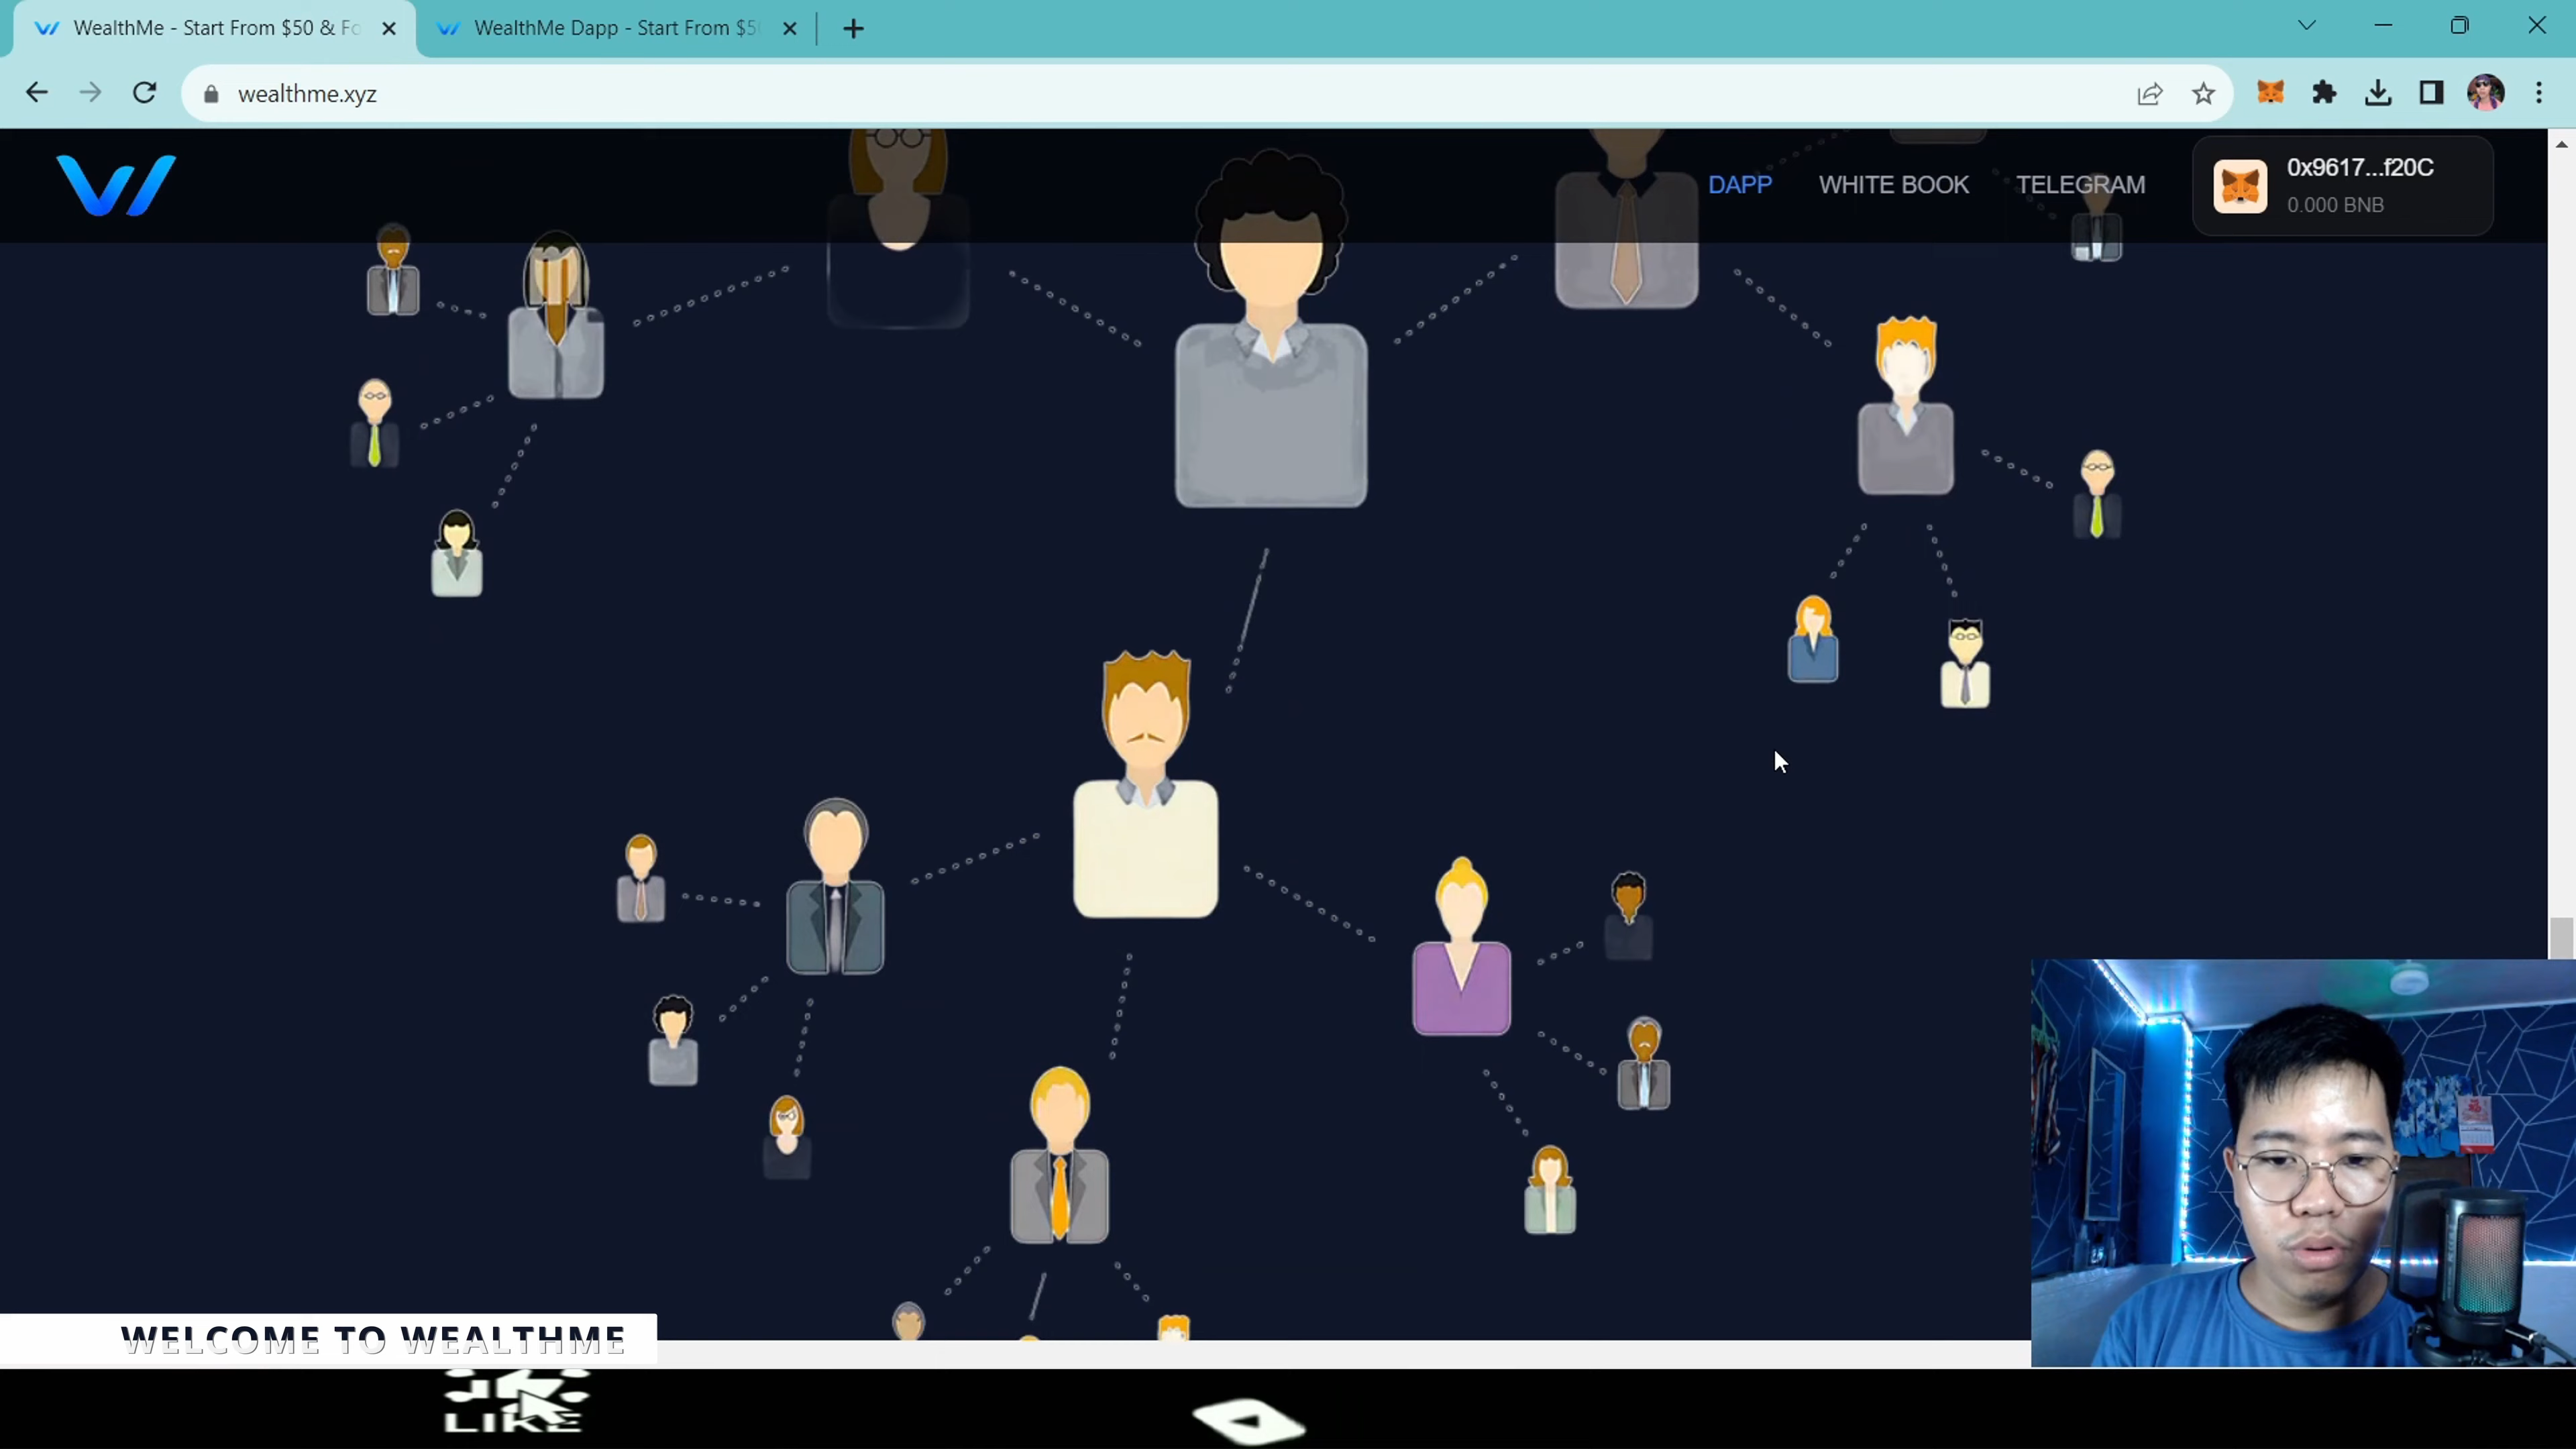 WealthMe - Start From $50 & Fo
WealthMe Dapp - Start From $5
wealthme.xyz
DAPP
WHITE BOOK
TELEGRAM
0x9617...f20C
0.000 BNB
WELCOME TO WEALTHME
LIKE